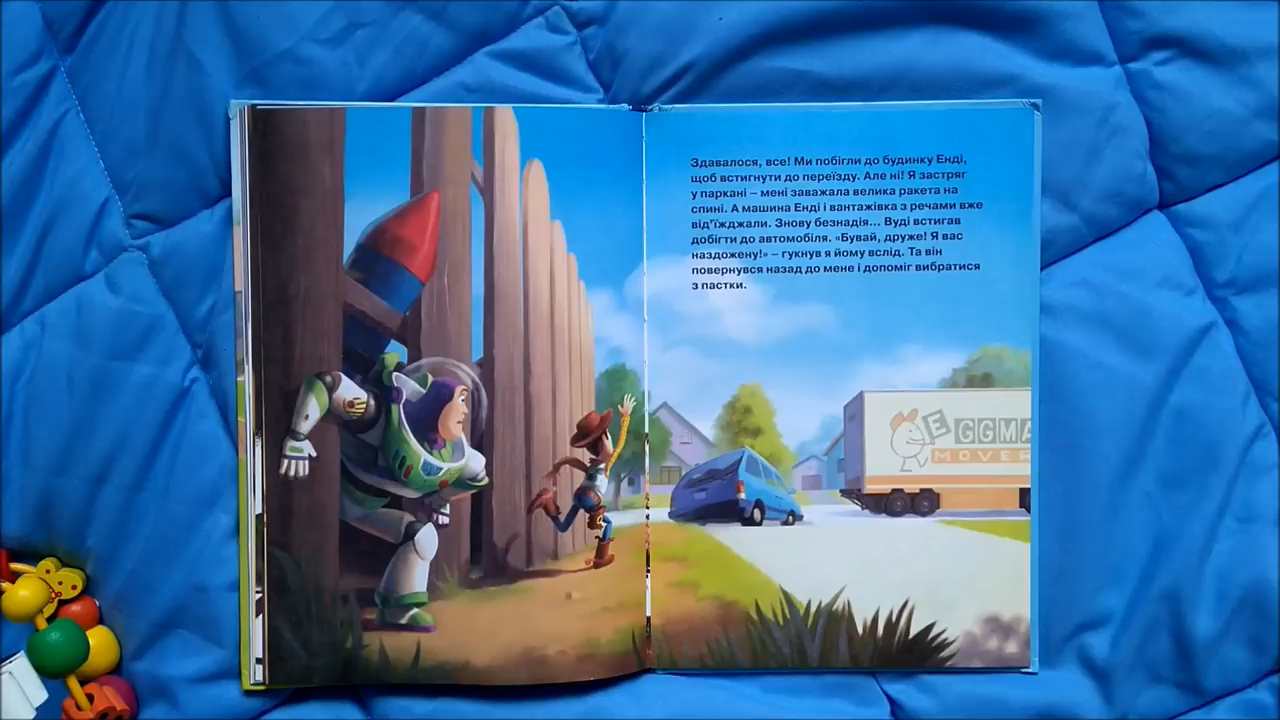 Здавалося, все! Ми побігли до будинку Енді,
щоб встигнути до переїзду. Але ні! Я застряг
у паркані – мені заважала велика ракета на
спині. А машина Енді і вантажівка з речами вже
від’їжджали. Знову безнадія... Вуді встигав
добігти до автомобіля. «Бувай, друже! Я вас
наздожену!» – гукнув я йому вслід. Та він
повернувся назад до мене і допоміг вибратися
з пастки.
EGGMA
MOVER